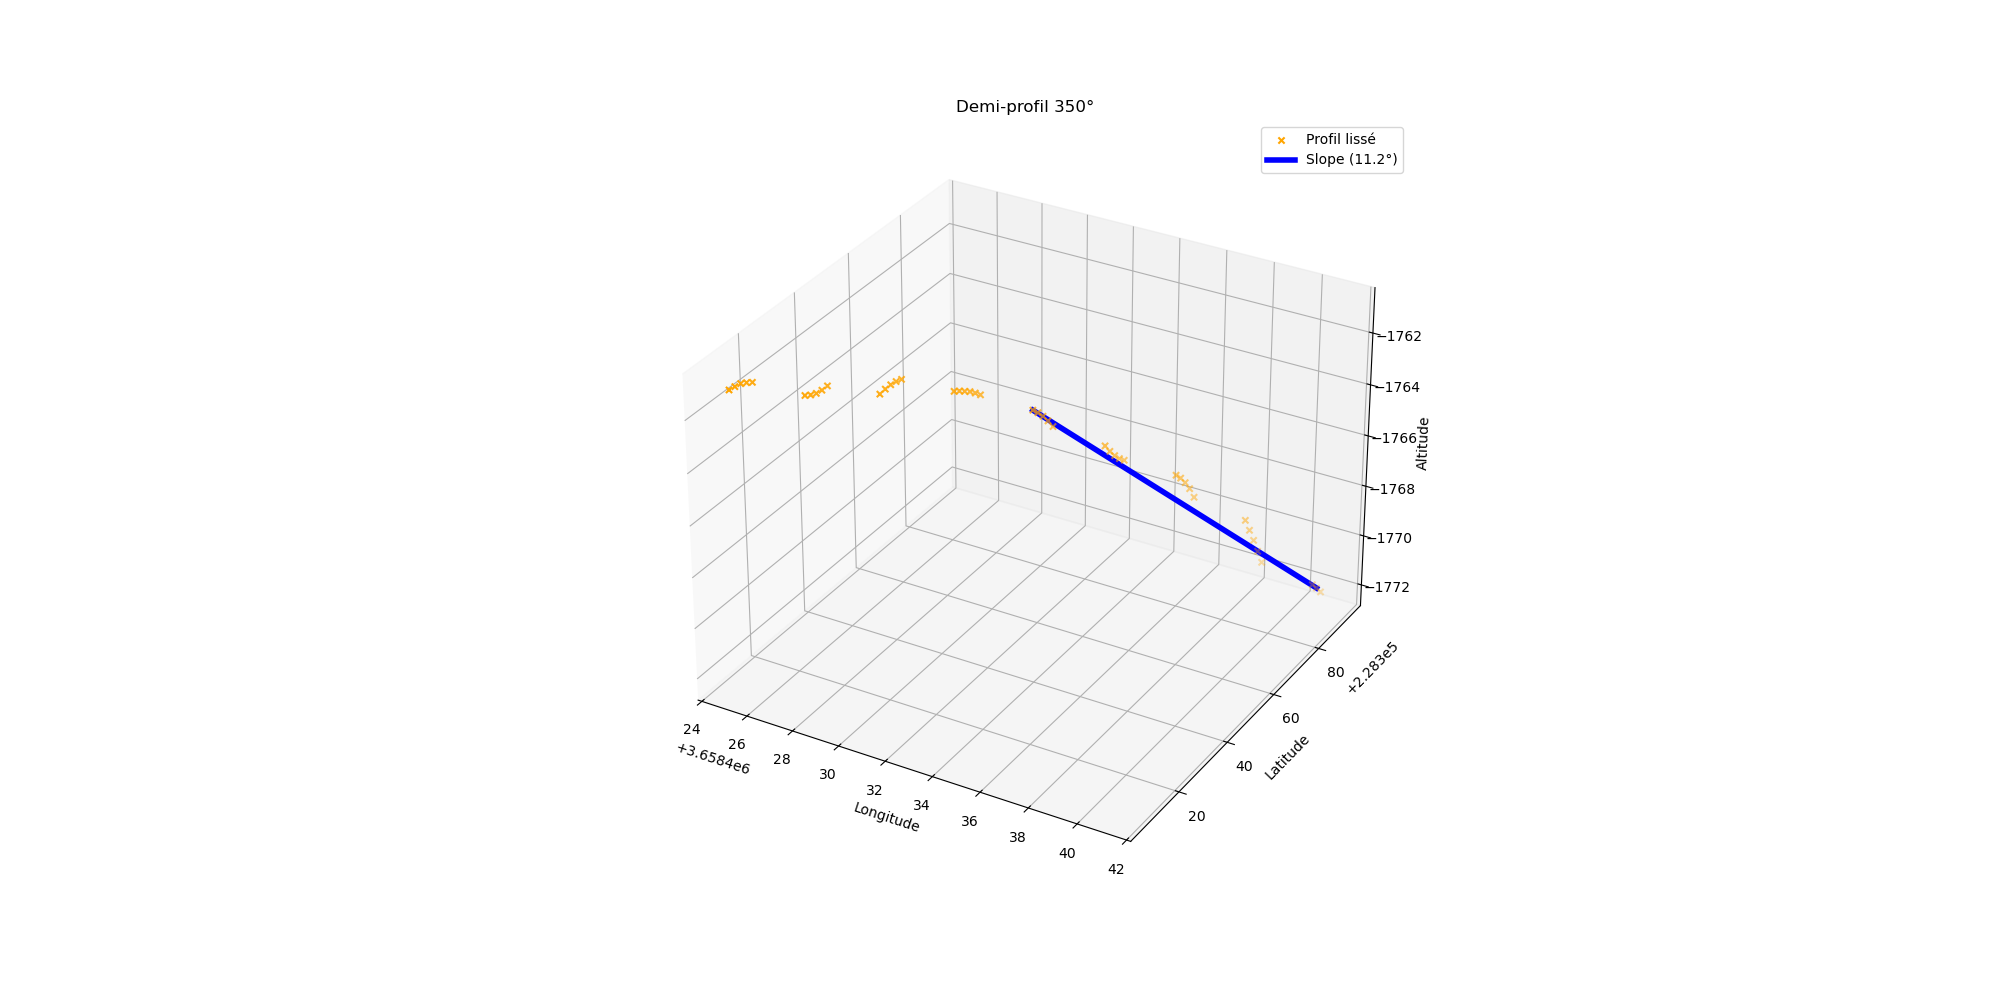 Demi-profil 350°
Profil lissé
Slope (11.2°)
−1762
−1764
−1766
−1768
−1770
−1772
Altitude
80
60
40
20
+2.283e5
Latitude
24
26
28
30
32
34
36
38
40
42
+3.6584e6
Longitude